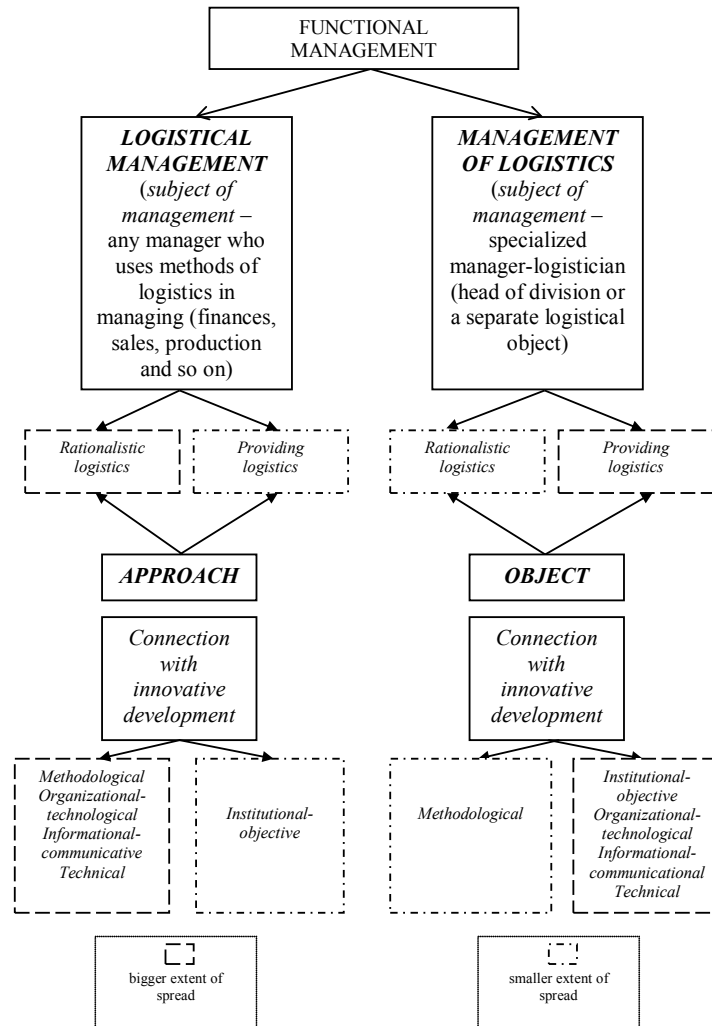 FUNCTIONAL
MANAGEMENT
LOGISTICAL
MANAGEMENT
(subject of
management –
any manager who
uses methods of
logistics in
managing (finances,
sales, production
and so on)
MANAGEMENT
OF LOGISTICS
(subject of
management –
specialized
manager-logistician
(head of division or
a separate logistical
object)
Rationalistic
logistics
Providing
logistics
Rationalistic
logistics
Providing
logistics
APPROACH
OBJECT
Connection
with
innovative
development
Connection
with
innovative
development
Methodological
Organizational-
technological
Informational-
communicative
Technical
Institutional-
objective
Methodological
Institutional-
objective
Organizational-
technological
Informational-
communicational
Technical
bigger extent of
spread
smaller extent of
spread